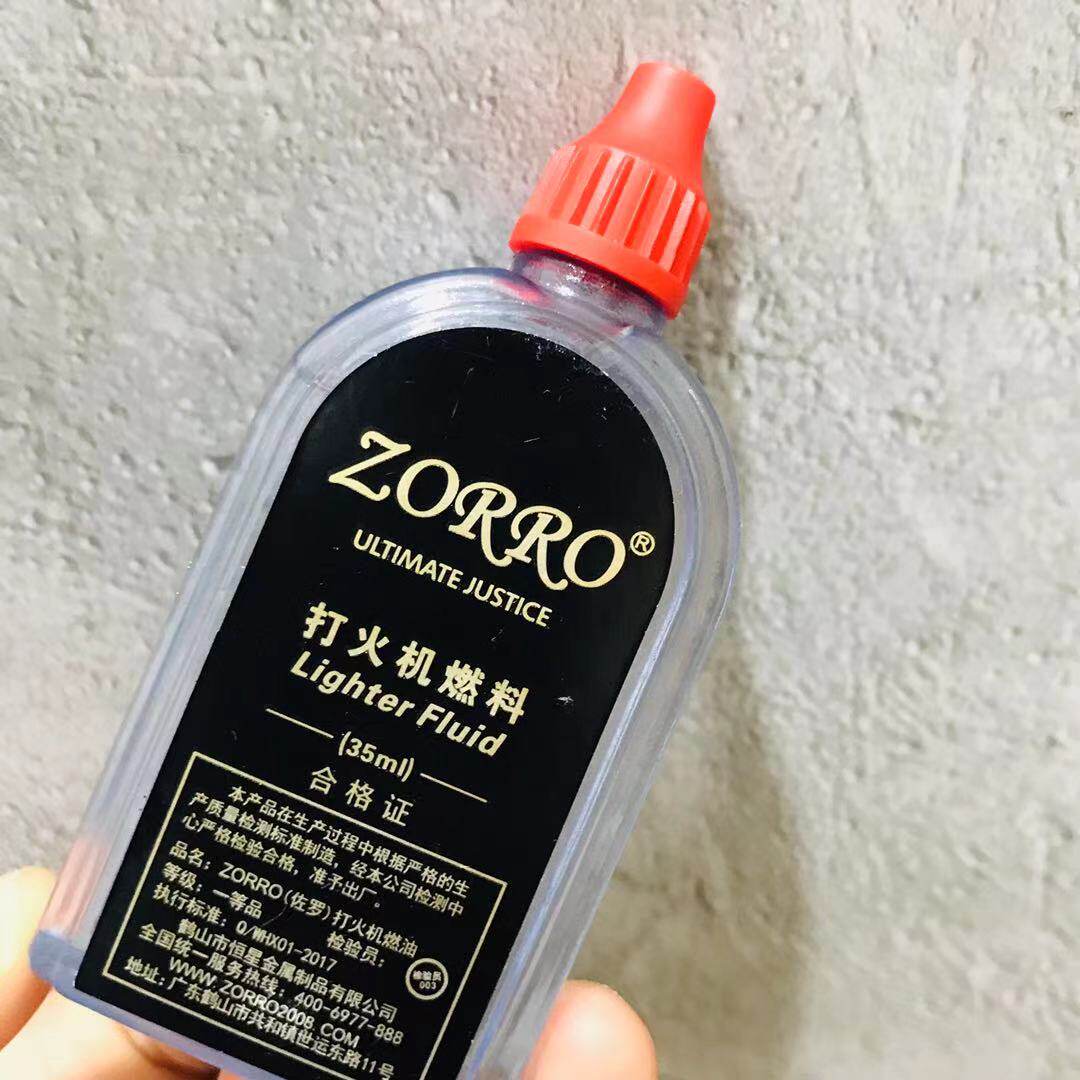 ZORRO®
ULTIMATE JUSTICE
打火机燃料
Lighter Fluid
(35ml)
合格证
本产品在生产过程中根据严格的生
产质量检测标准制造，经本公司检测中
心严格检验合格，准予出厂。
品名：ZORRO(佐罗)打火机燃油
等级：一等品 检验员：
检验员
003
执行标准：Q/WHX01-2017
鹤山市恒星金属制品有限公司
全国统一服务热线：400-6977-888
WWW.ZORRO2008.COM
地址：广东鹤山市共和镇世运东路11号